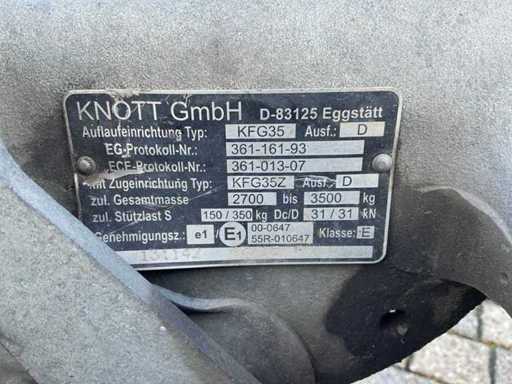 KNOTT GmbH D-83125 Eggstätt
Auflaufeinrichtung Typ: KFG35 Ausf.: D
EG-Protokoll-Nr.: 361-161-93
ECE-Protokoll-Nr.: 361-013-07
mit Zugeinrichtung Typ: KFG35Z Ausf.: D
zul. Gesamtmasse 2700 bis 3500 kg
zul. Stützlast S 150/350 kg Dc/D 31/31 kN
Genehmigungsz.: e1 E1 00-0647 Klasse: E
55R-010647
131142